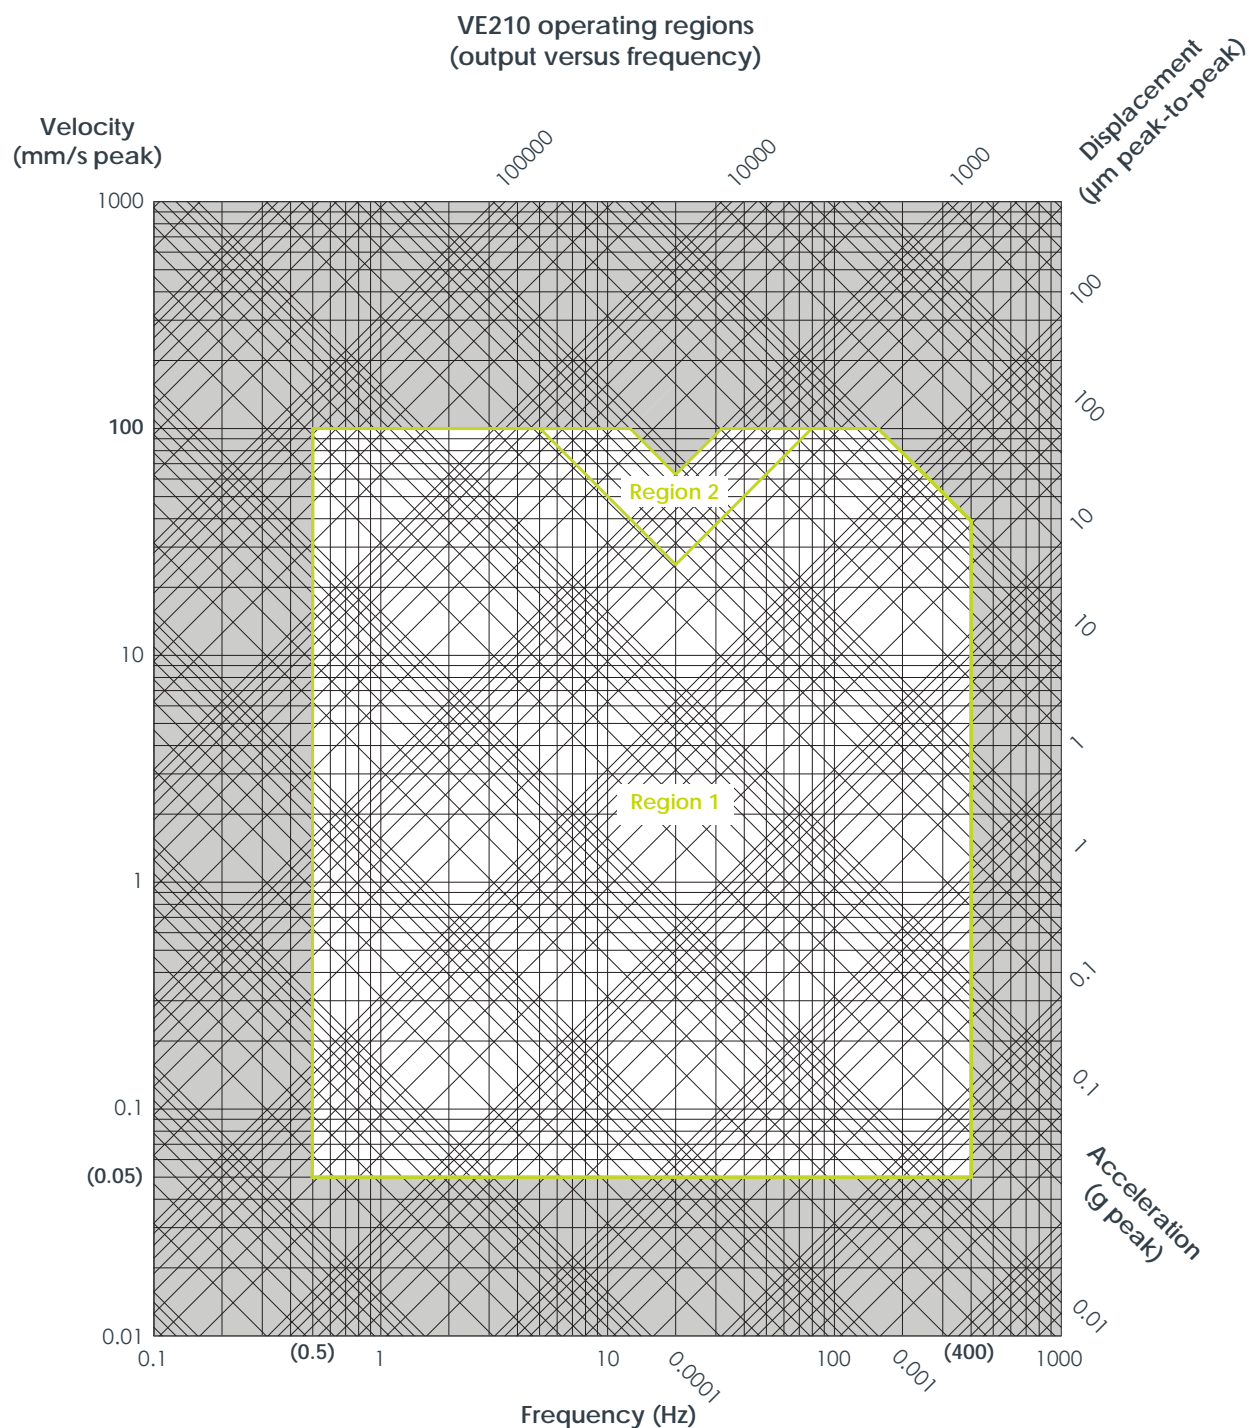 VE210 operating regions
(output versus frequency)
Velocity
(mm/s peak)
Displacement
(µm peak-to-peak)
100000
10000
1000
1000
100
100
100
10
10
10
1
1
1
0.1
0.1
0.1
(0.05)
0.01
0.01
Region 2
Region 1
Acceleration
(g peak)
0.1
(0.5)
1
10
0.0001
100
0.001
(400)
1000
Frequency (Hz)